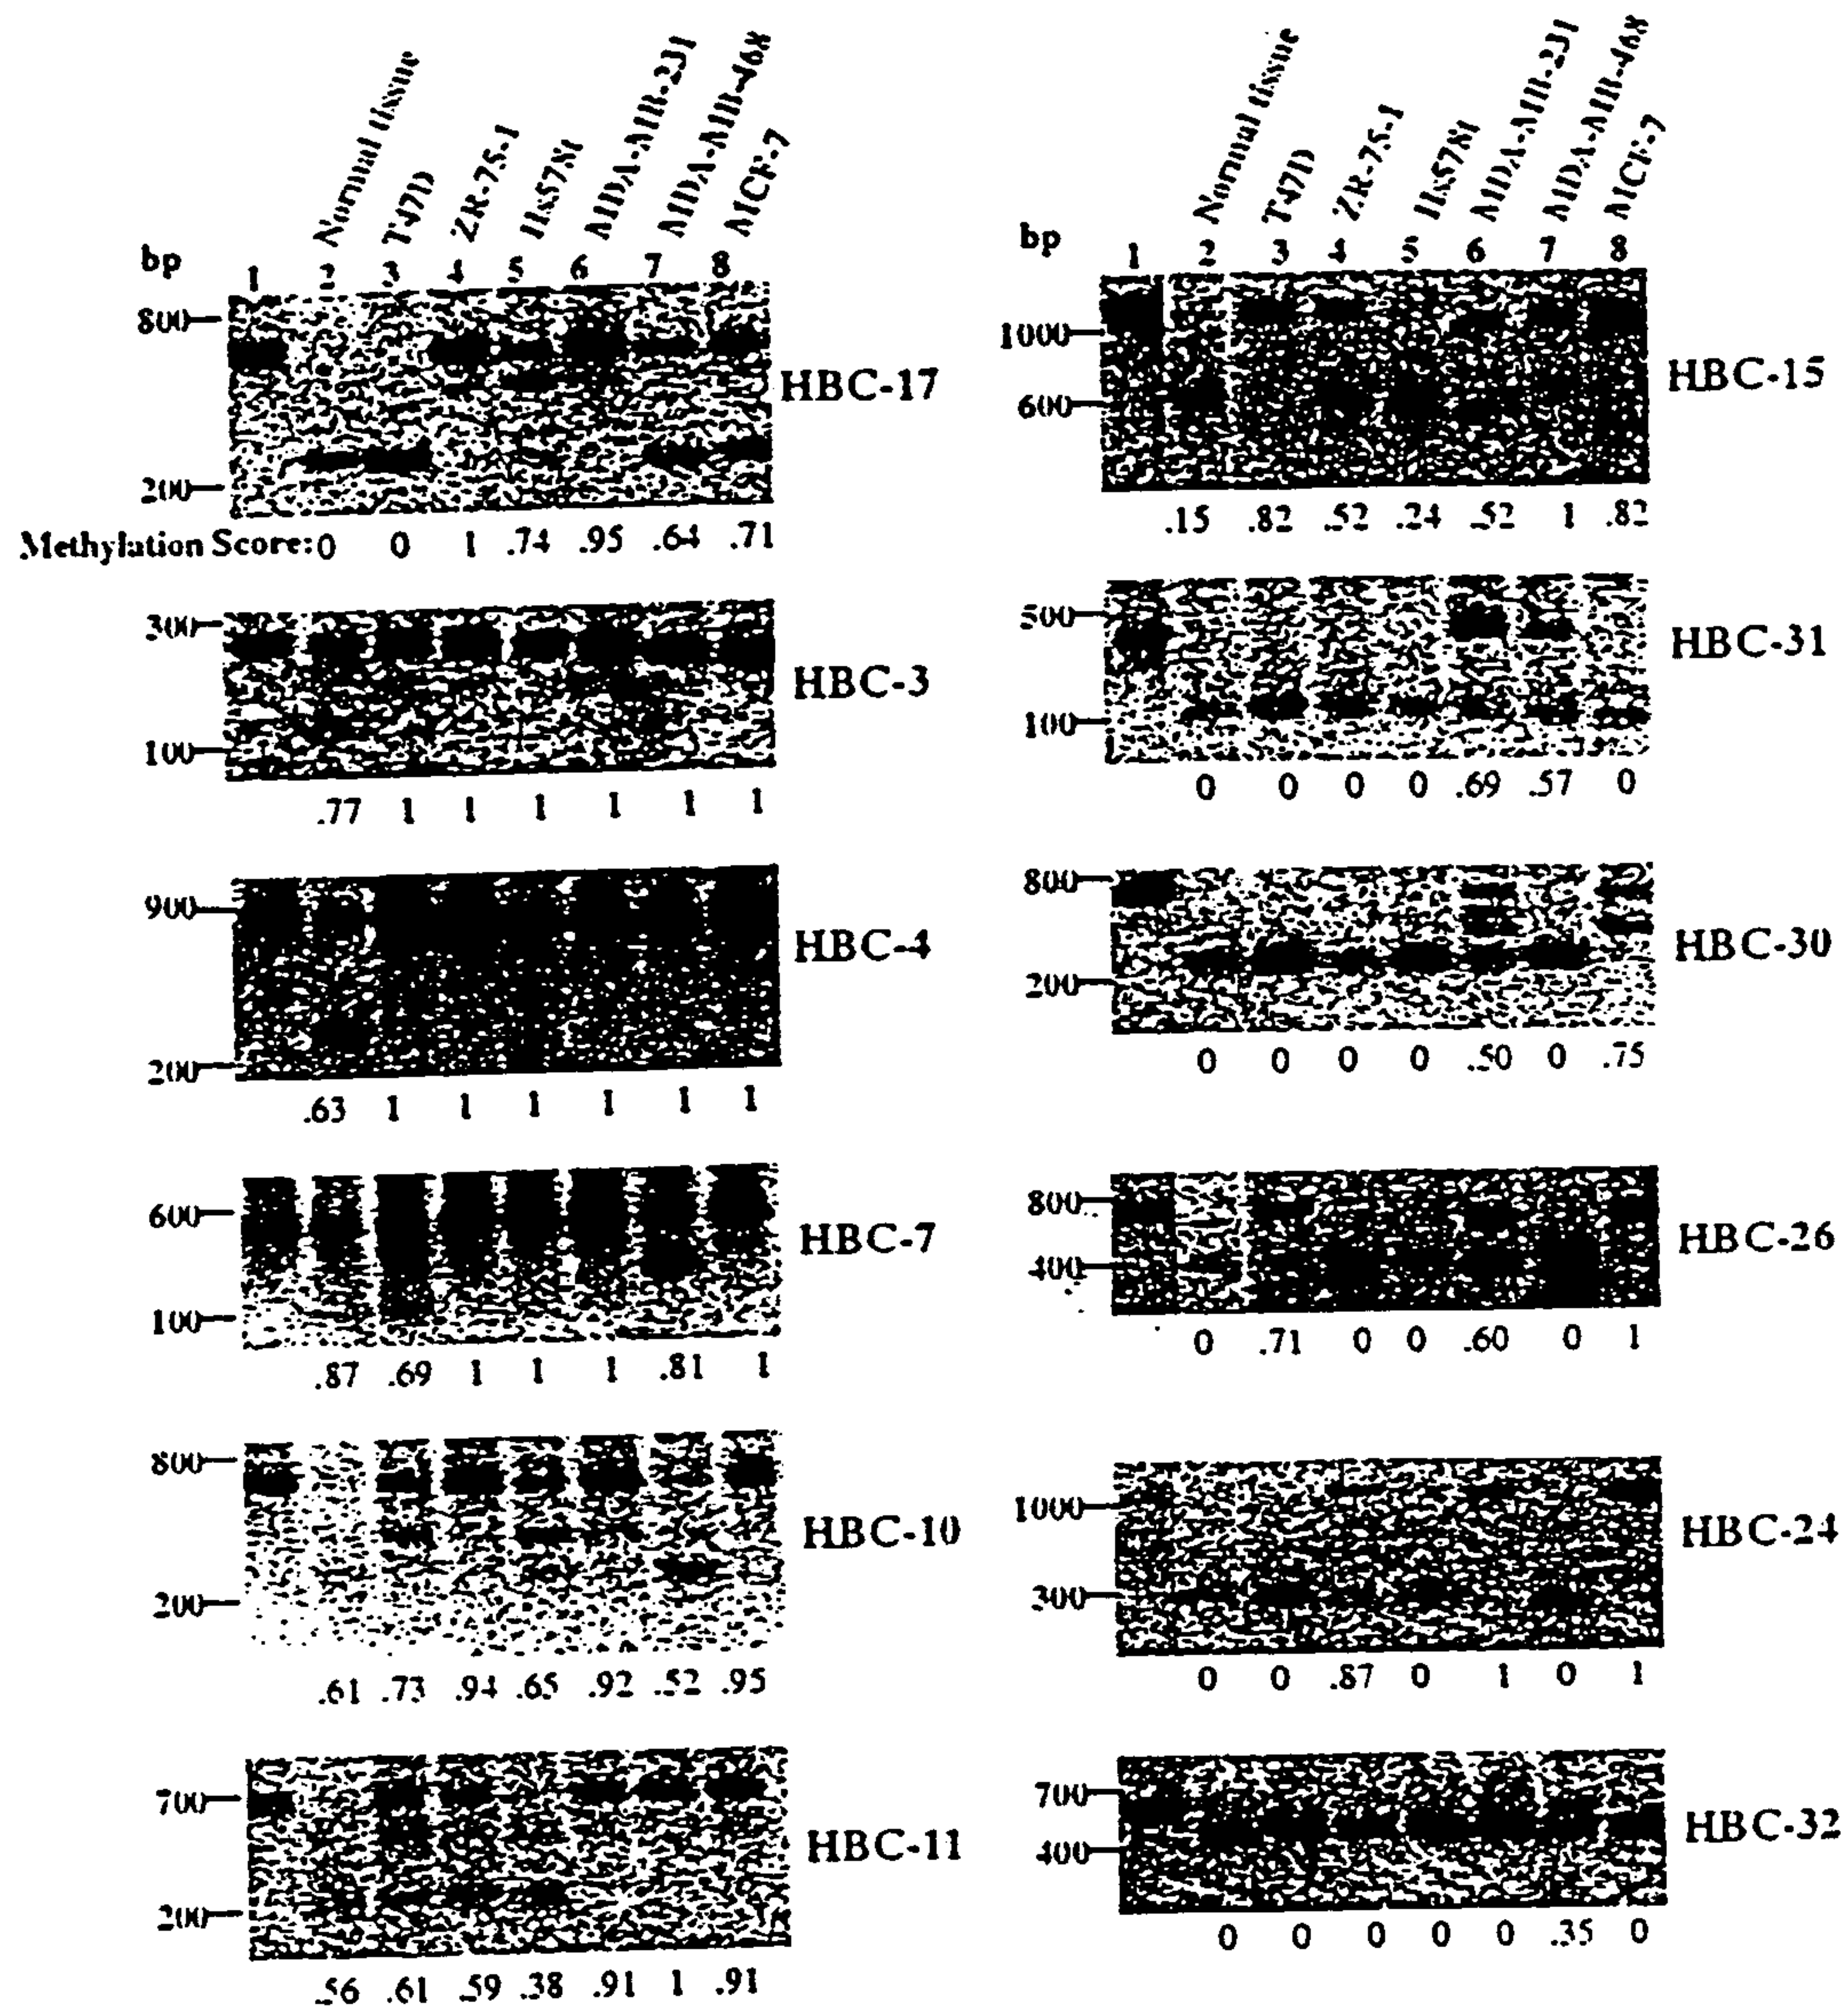 Normal tissue
T47D
ZR-75-1
Hs578t
MDA-MB-231
MDA-MB-468
MCF-7
bp
1 2 3 4 5 6 7 8
800
200
HBC-17
Methylation Score: 0 0 1 .74 .95 .64 .71
300
100
HBC-3
.77 1 1 1 1 1 1
900
200
HBC-4
.63 1 1 1 1 1 1
600
100
HBC-7
.87 .69 1 1 1 .81 1
800
200
HBC-10
.61 .73 .94 .65 .92 .52 .95
700
200
HBC-11
.56 .61 .59 .38 .91 1 .91
Normal tissue
T47D
ZR-75-1
Hs578t
MDA-MB-231
MDA-MB-468
MCF-7
bp
1 2 3 4 5 6 7 8
1000
600
HBC-15
.15 .82 .52 .24 .52 1 .82
500
100
HBC-31
0 0 0 0 .69 .57 0
800
200
HBC-30
0 0 0 0 .50 0 .75
800
400
HBC-26
0 .71 0 0 .60 0 1
1000
300
HBC-24
0 0 .87 0 1 0 1
700
400
HBC-32
0 0 0 0 0 .35 0